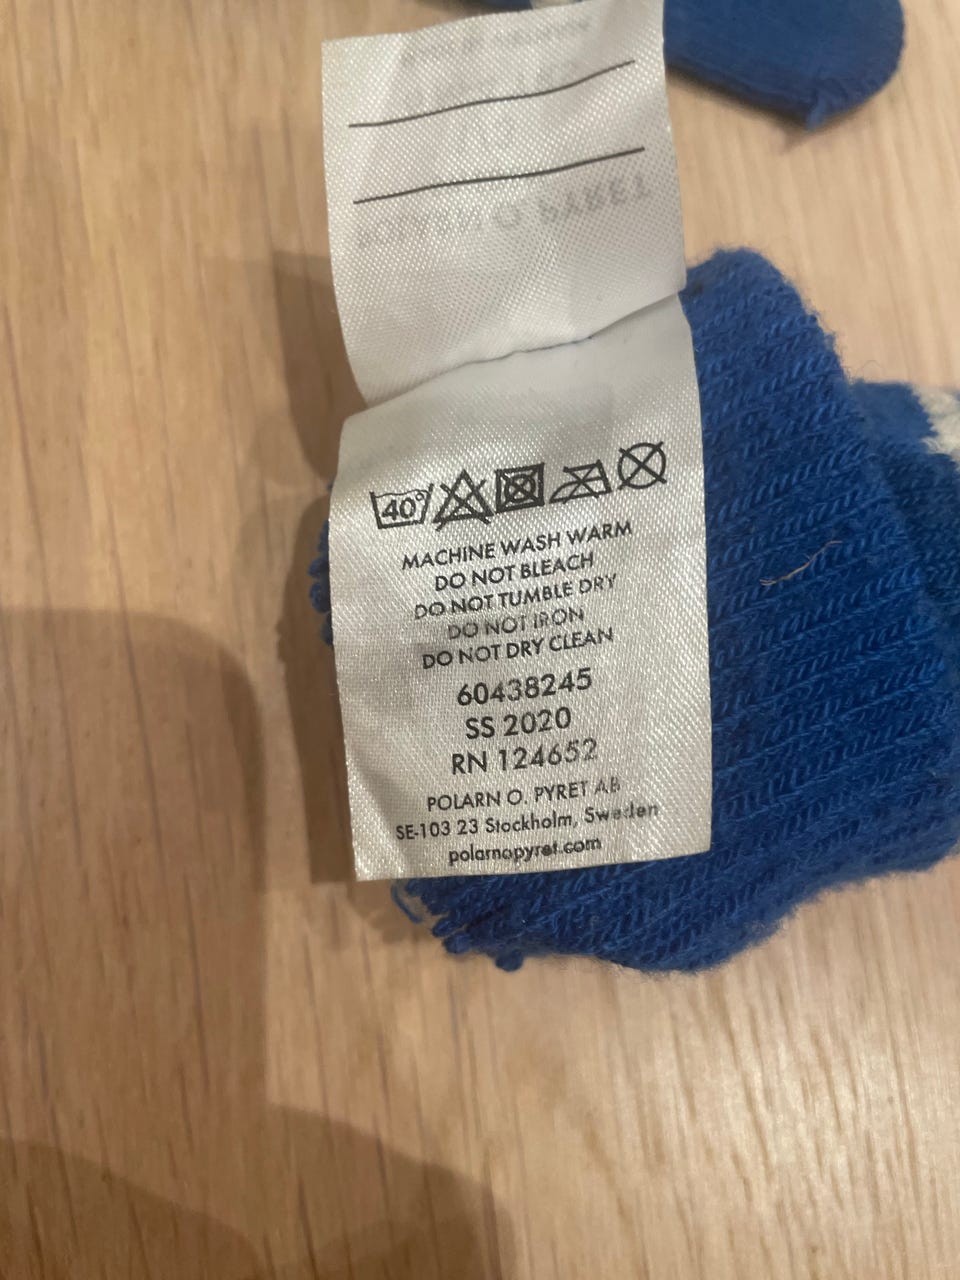 40°
MACHINE WASH WARM
DO NOT BLEACH
DO NOT TUMBLE DRY
DO NOT IRON
DO NOT DRY CLEAN
60438245
SS 2020
RN 124652
POLARN O. PYRET AB
SE-103 23 Stockholm, Sweden
polarnopyret.com